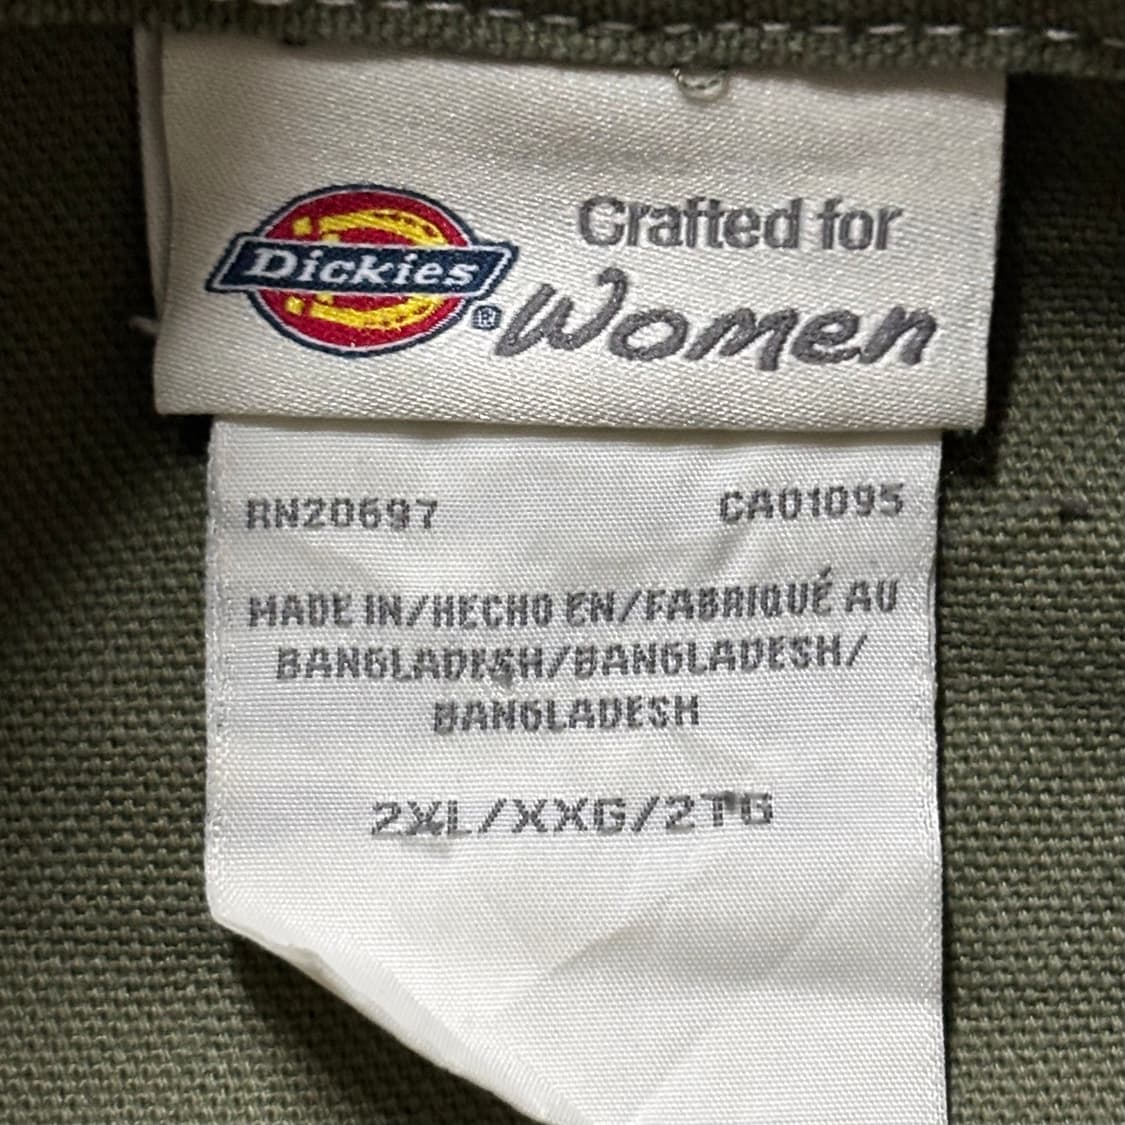 Dickies
®
Crafted for
Women
RN20697
CA01095
MADE IN/HECHO EN/FABRIQUÉ AU
BANGLADESH/BANGLADESH/
BANGLADESH
2XL/XXG/2TG